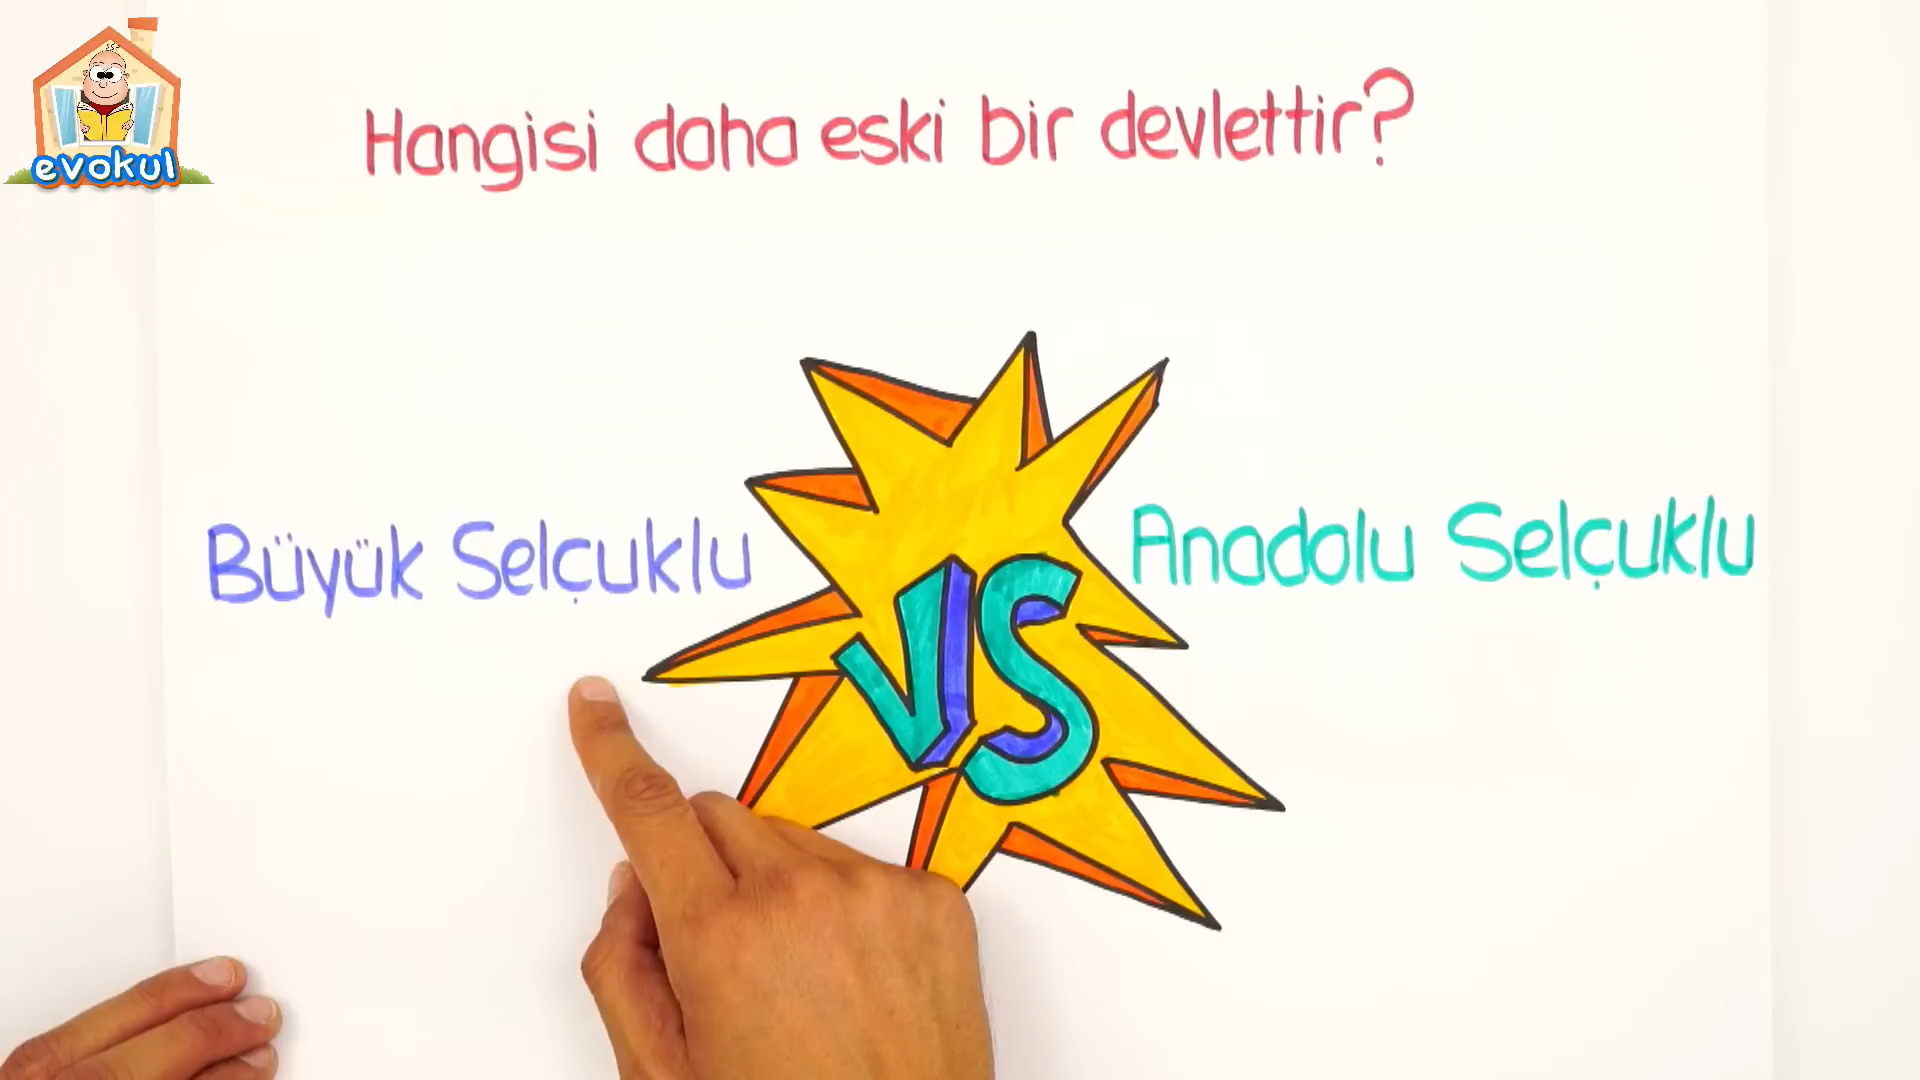 evokul
Hangisi daha eski bir devlettir?
Büyük Selçuklu
VS
Anadolu Selçuklu